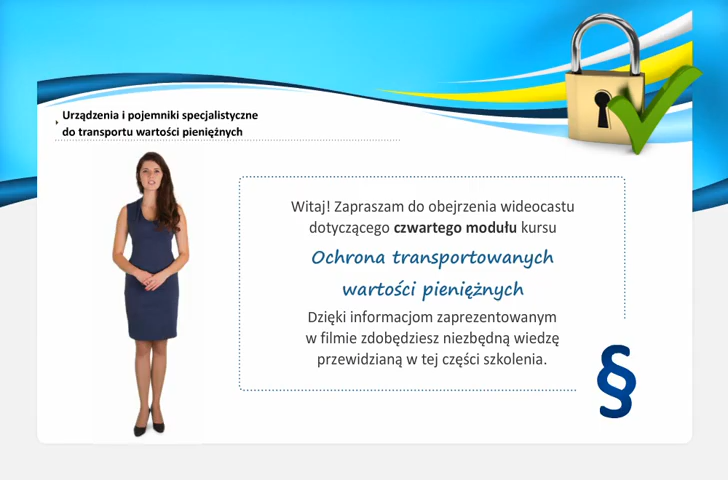 Urządzenia i pojemniki specjalistyczne
do transportu wartości pieniężnych
Witaj! Zapraszam do obejrzenia wideocastu
dotyczącego czwartego modułu kursu
Ochrona transportowanych
wartości pieniężnych
Dzięki informacjom zaprezentowanym
w filmie zdobędziesz niezbędną wiedzę
przewidzianą w tej części szkolenia.
§